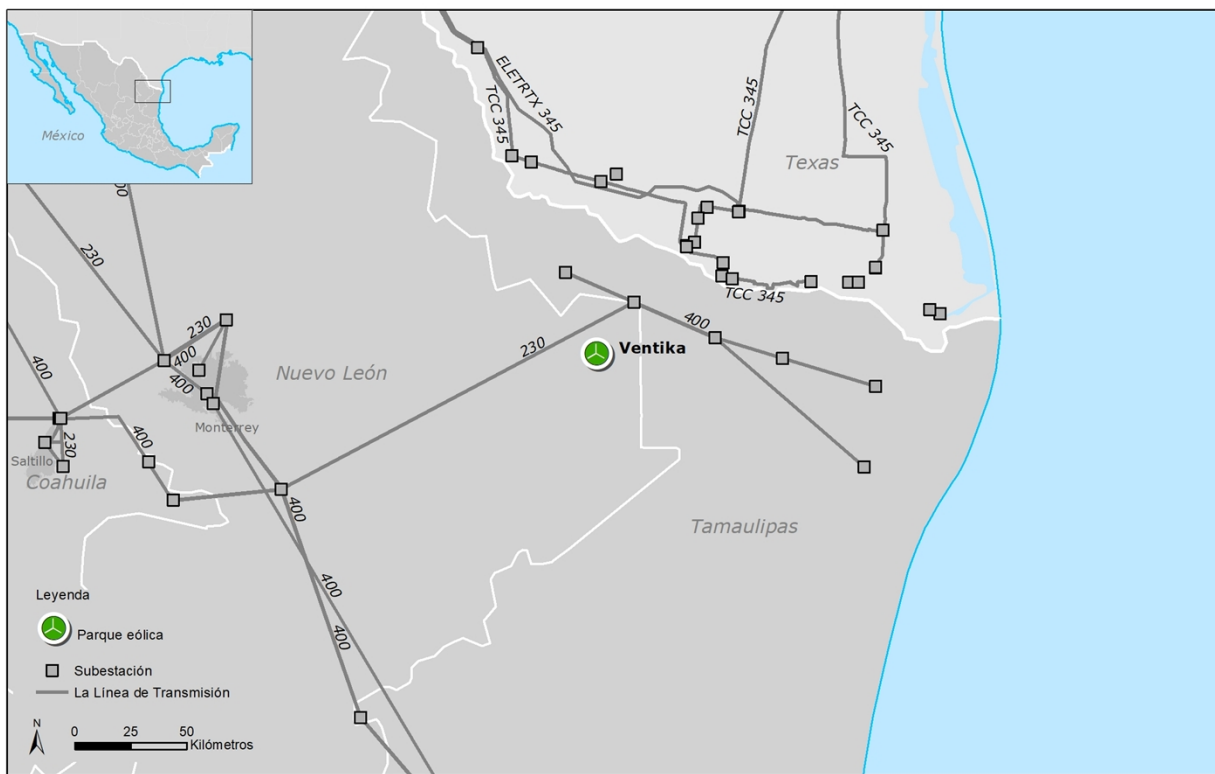 México
ELETRTX 345
TCC 345
TCC 345
TCC 345
Texas
00
230
TCC 345
400
Ventika
230
230
400
400
Nuevo León
Monterrey
400
400
230
Saltillo
Coahuila
400
400
400
Tamaulipas
Leyenda
Parque eólica
Subestación
La Línea de Transmisión
N
0 25 50
Kilómetros